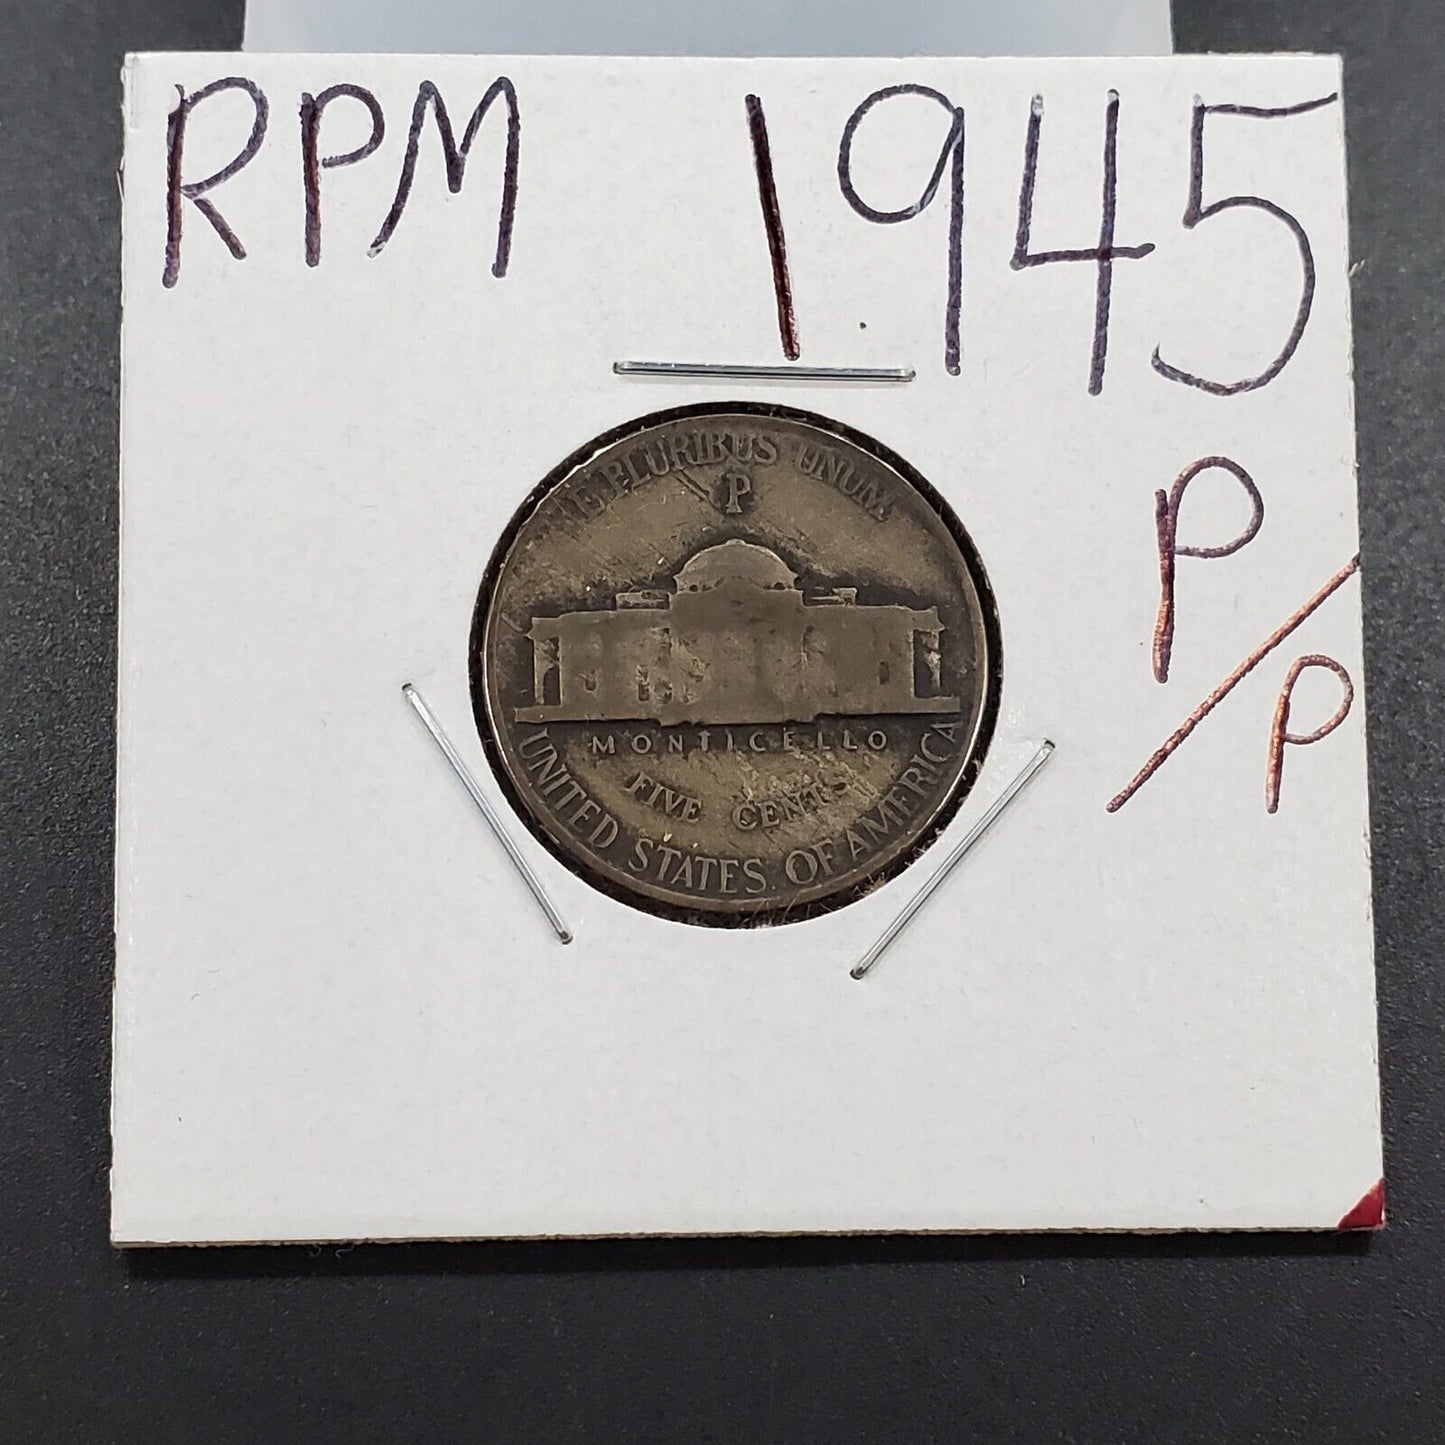 RPM 1945
P/P
E PLURIBUS UNUM
P
MONTICELLO
FIVE CENTS
UNITED STATES OF AMERICA